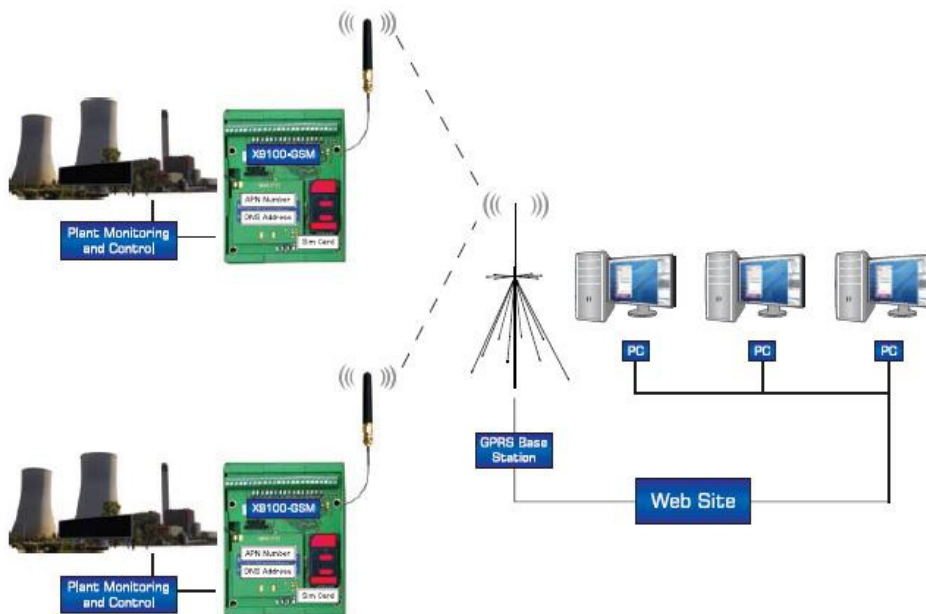 X9100-GSM
APN Number
DNS Address
Sim Card
Plant Monitoring
and Control
PC
PC
PC
GPRS Base
Station
Web Site
X9100-GSM
APN Number
DNS Address
Sim Card
Plant Monitoring
and Control